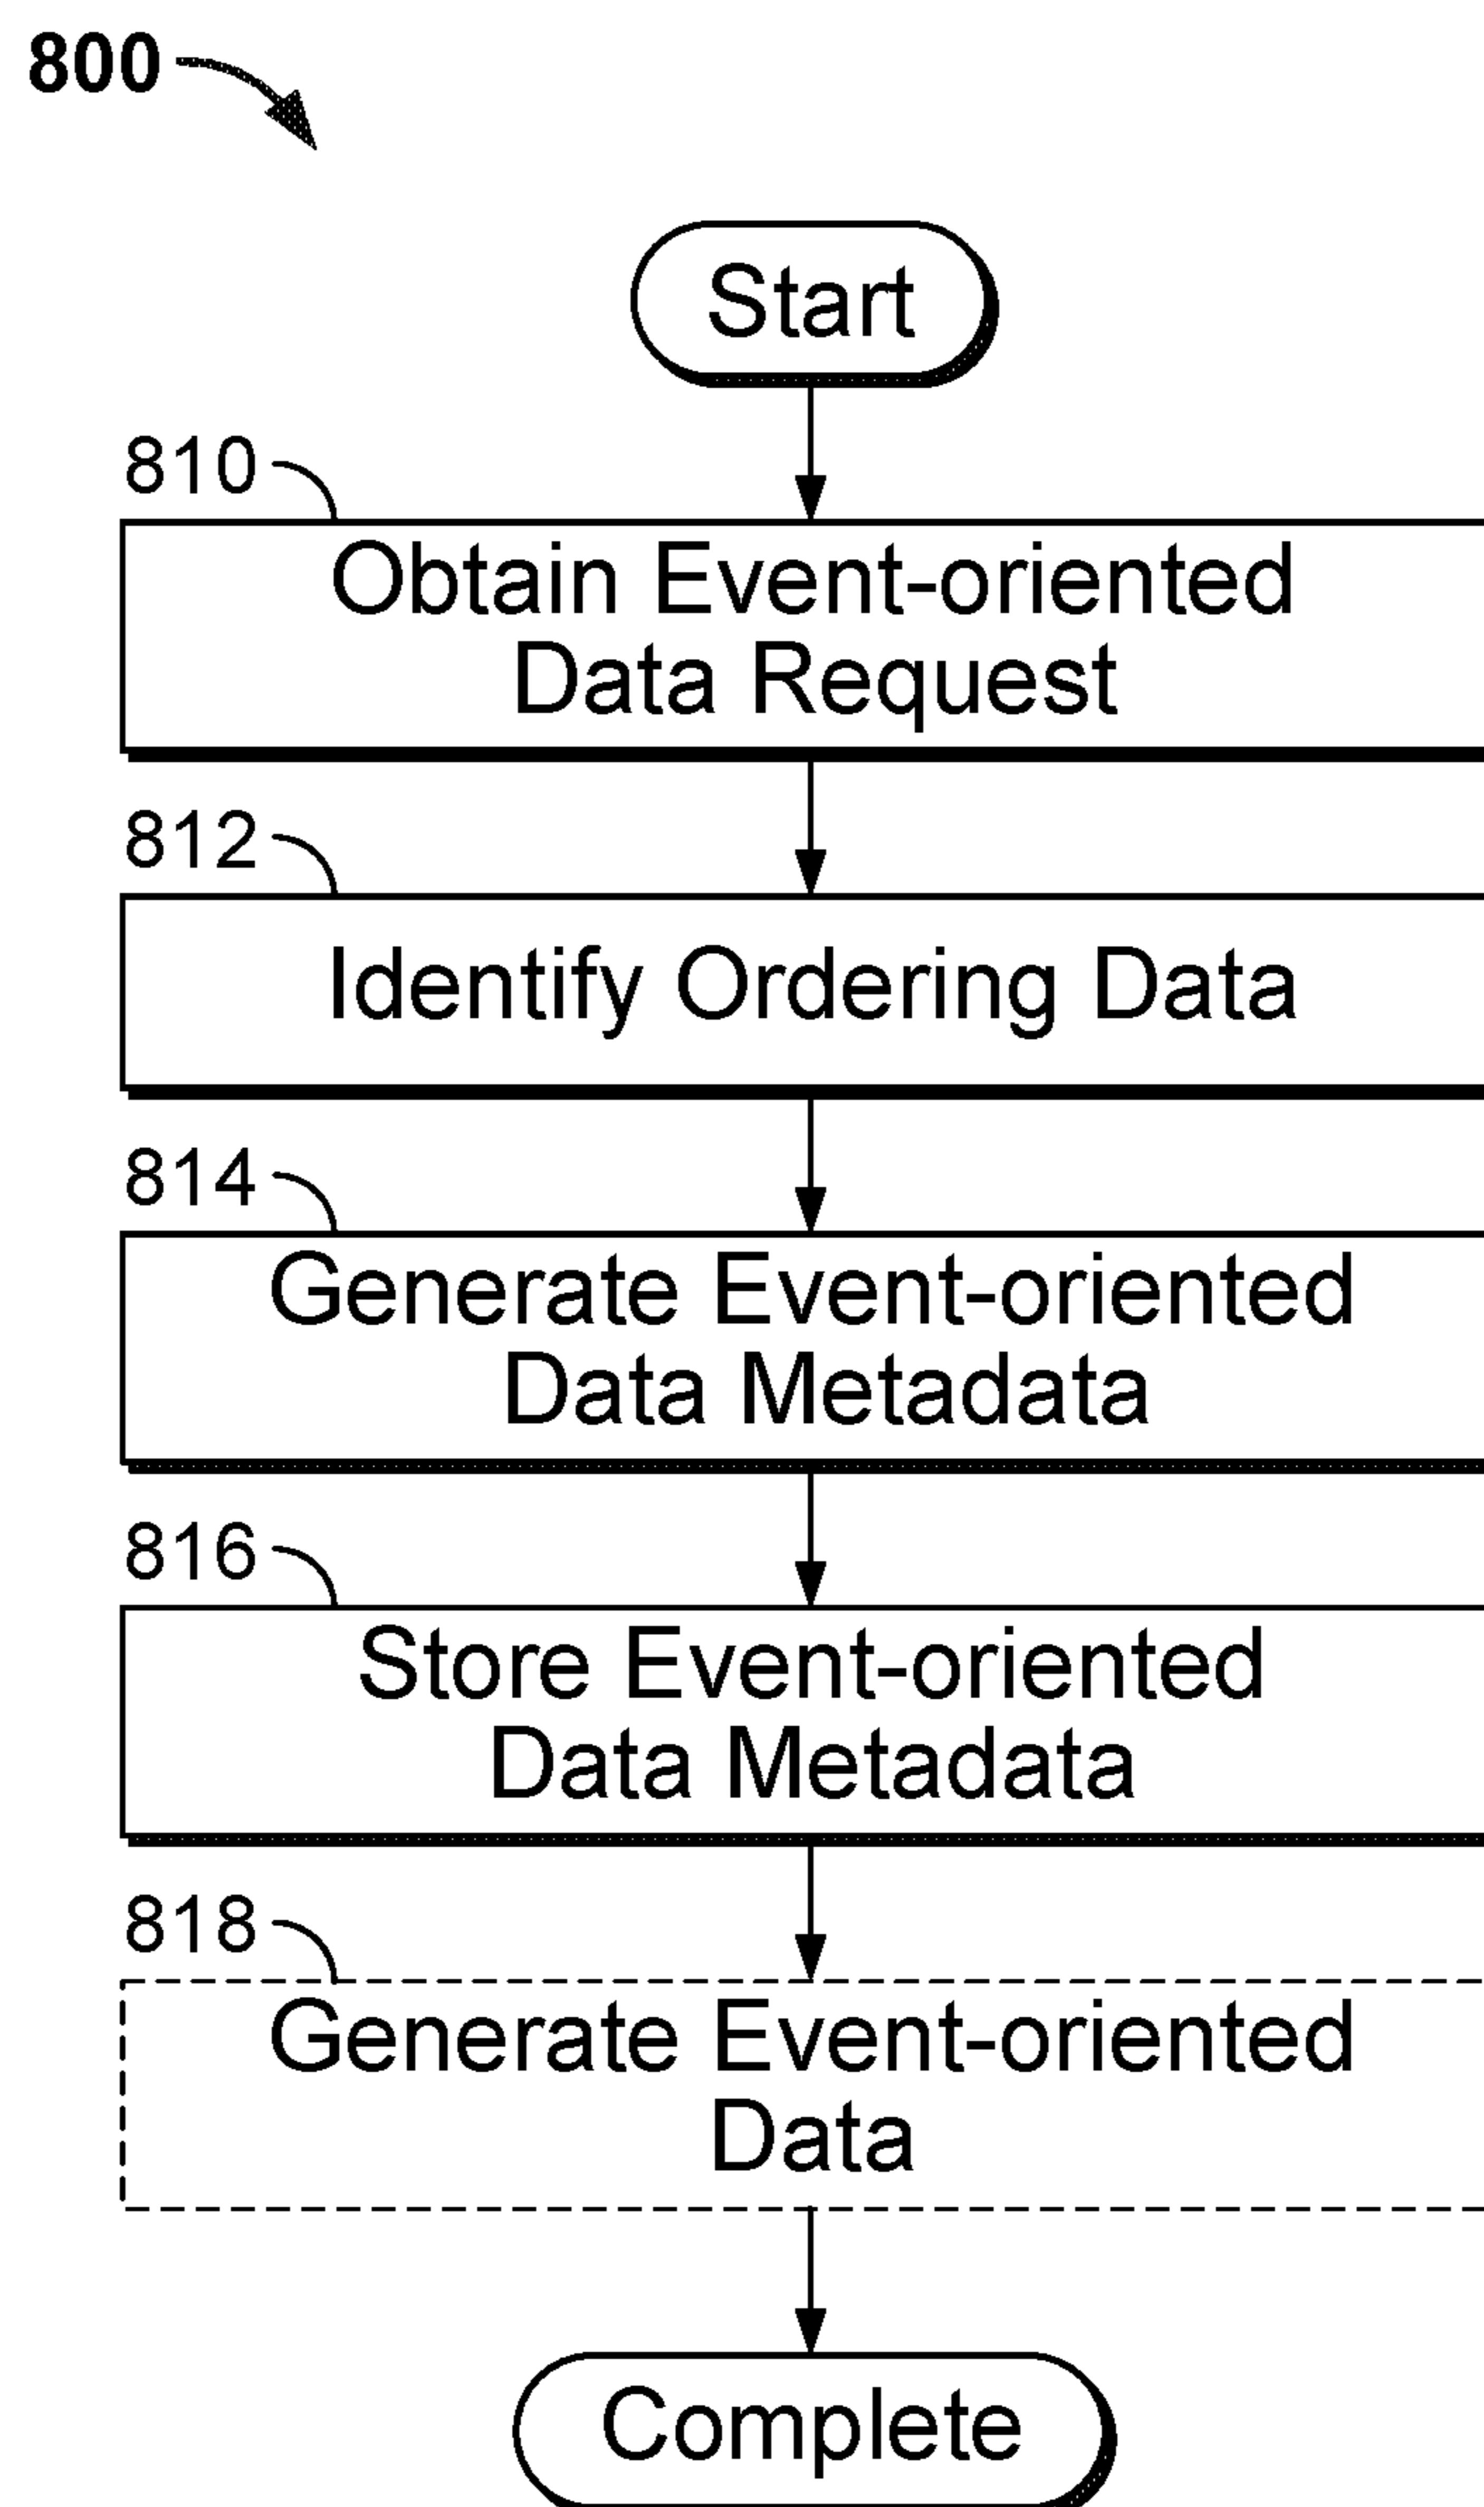 800
Start
810
Obtain Event-oriented
Data Request
812
Identify Ordering Data
814
Generate Event-oriented
Data Metadata
816
Store Event-oriented
Data Metadata
818
Generate Event-oriented
Data
Complete